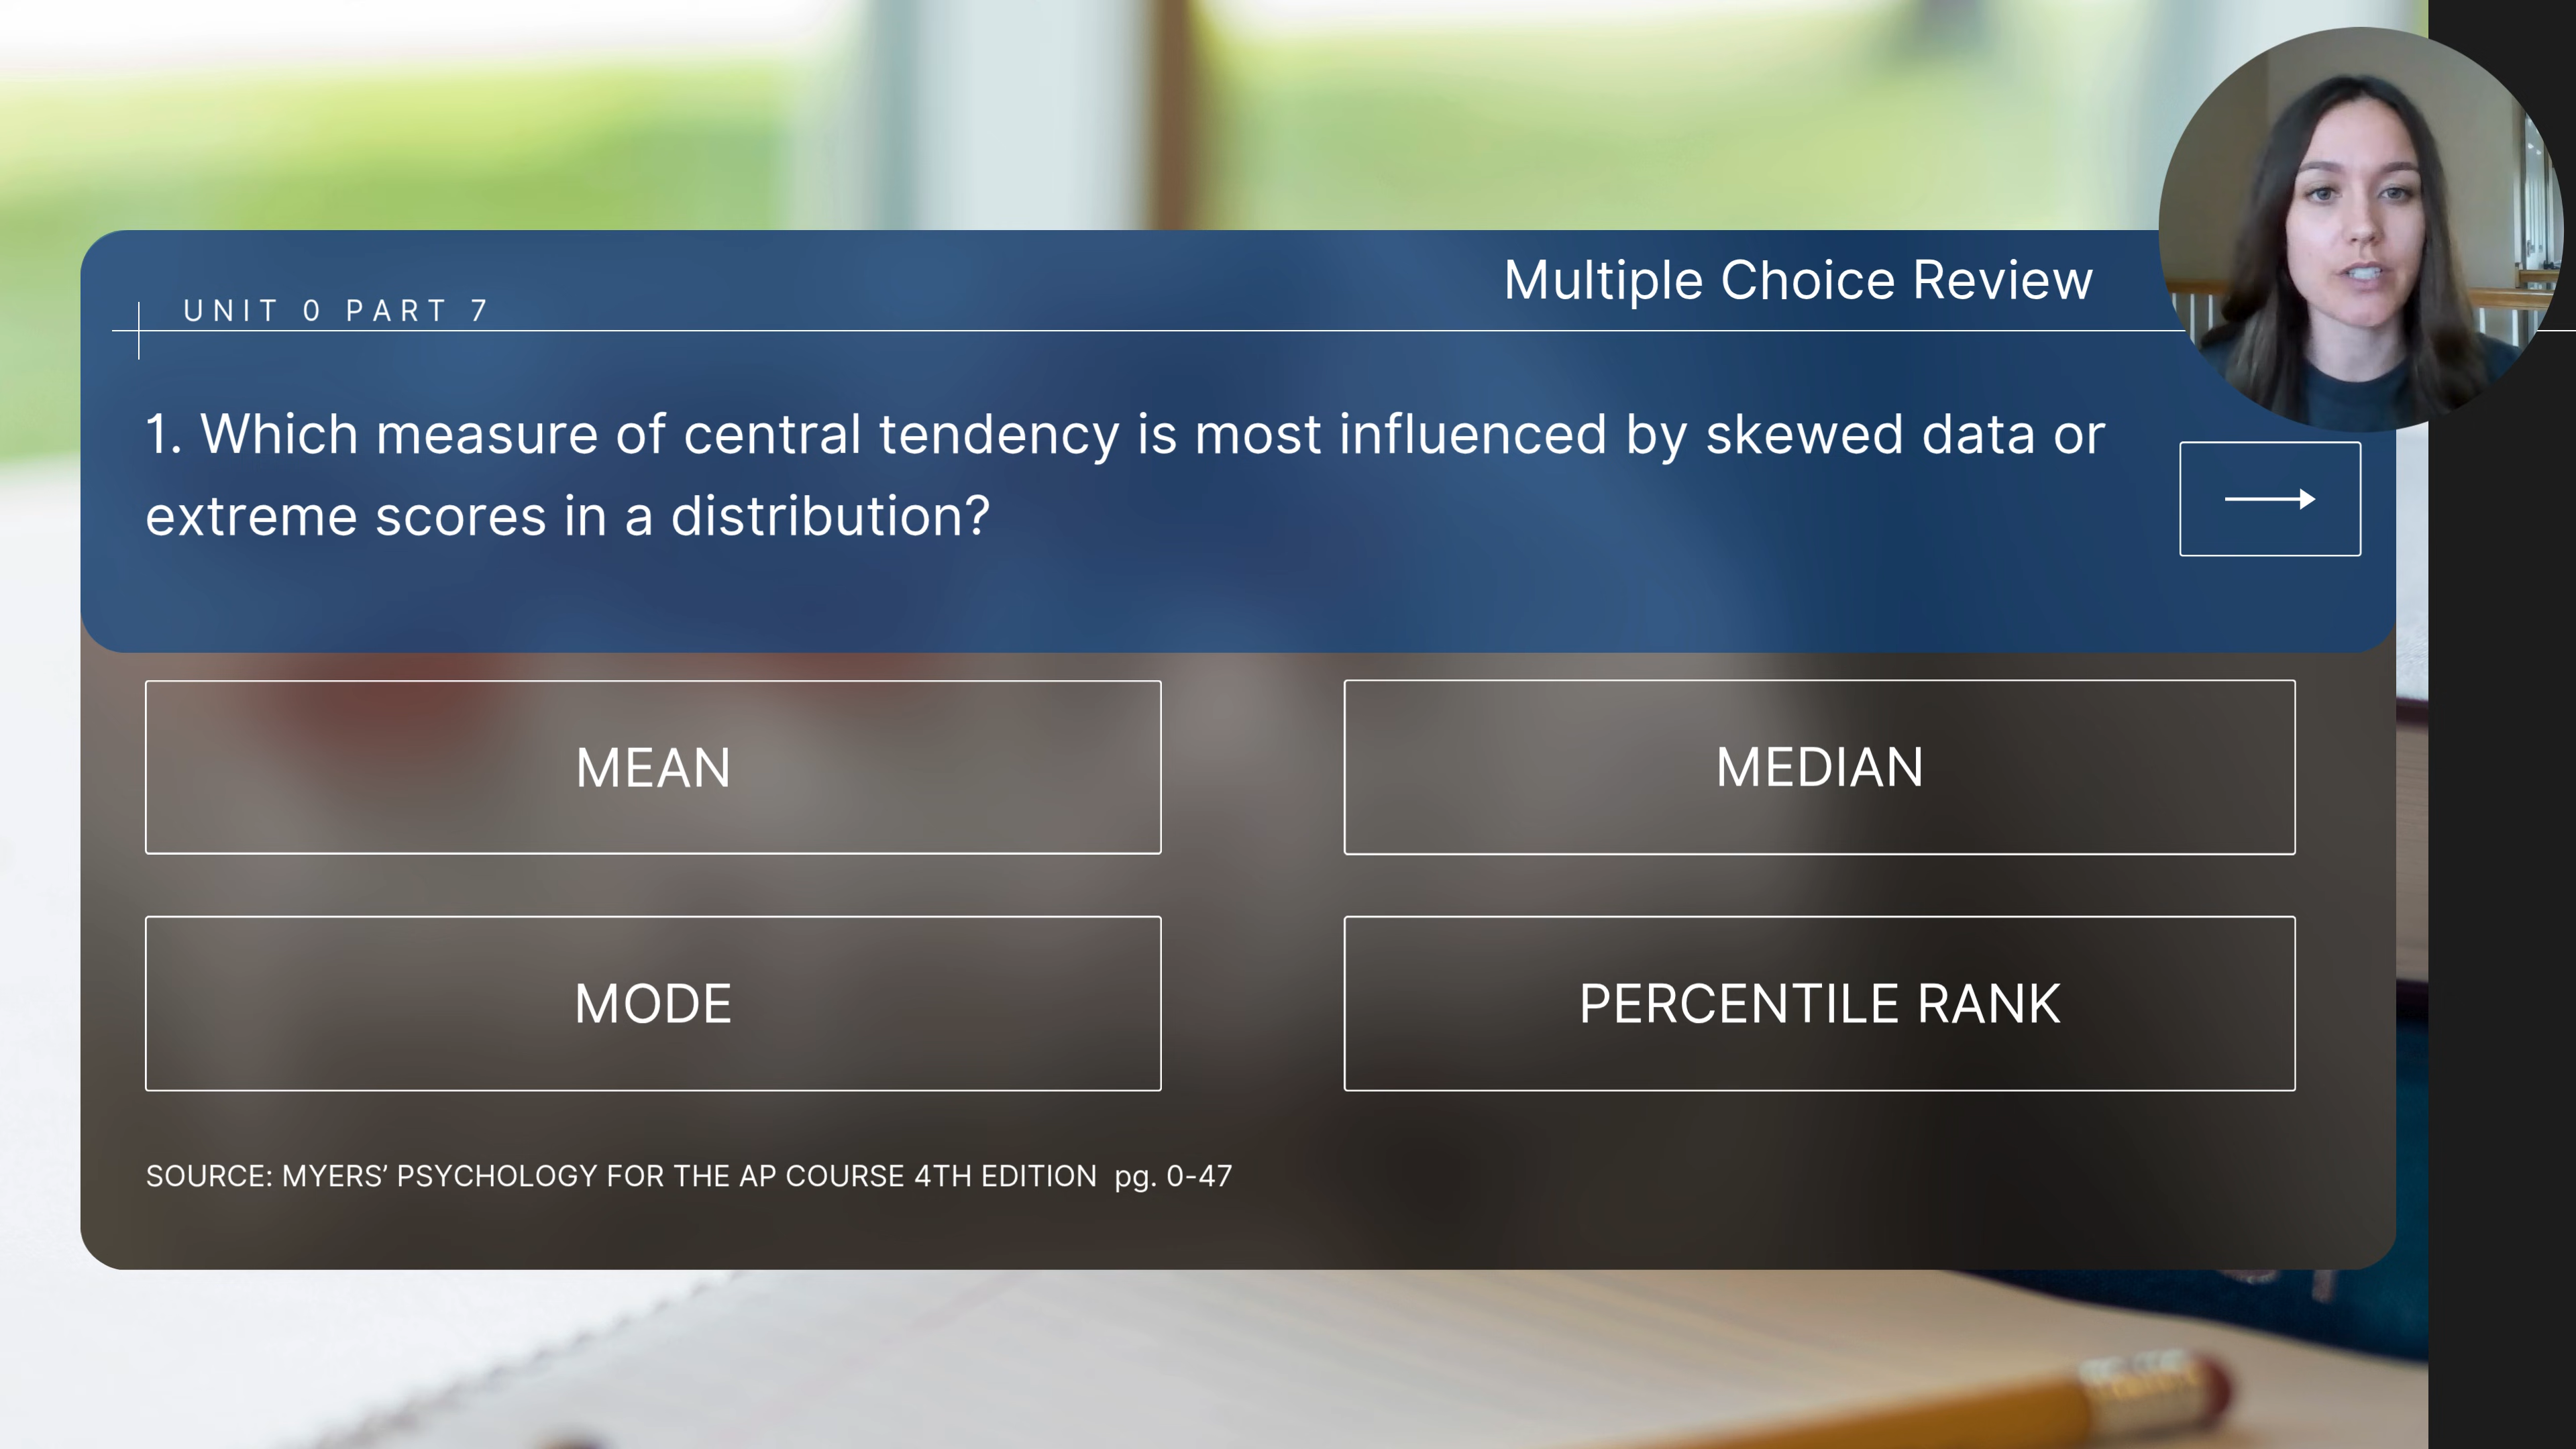 UNIT 0 PART 7
Multiple Choice Review
1. Which measure of central tendency is most influenced by skewed data or
extreme scores in a distribution?
MEAN
MEDIAN
MODE
PERCENTILE RANK
SOURCE: MYERS’ PSYCHOLOGY FOR THE AP COURSE 4TH EDITION pg. 0-47